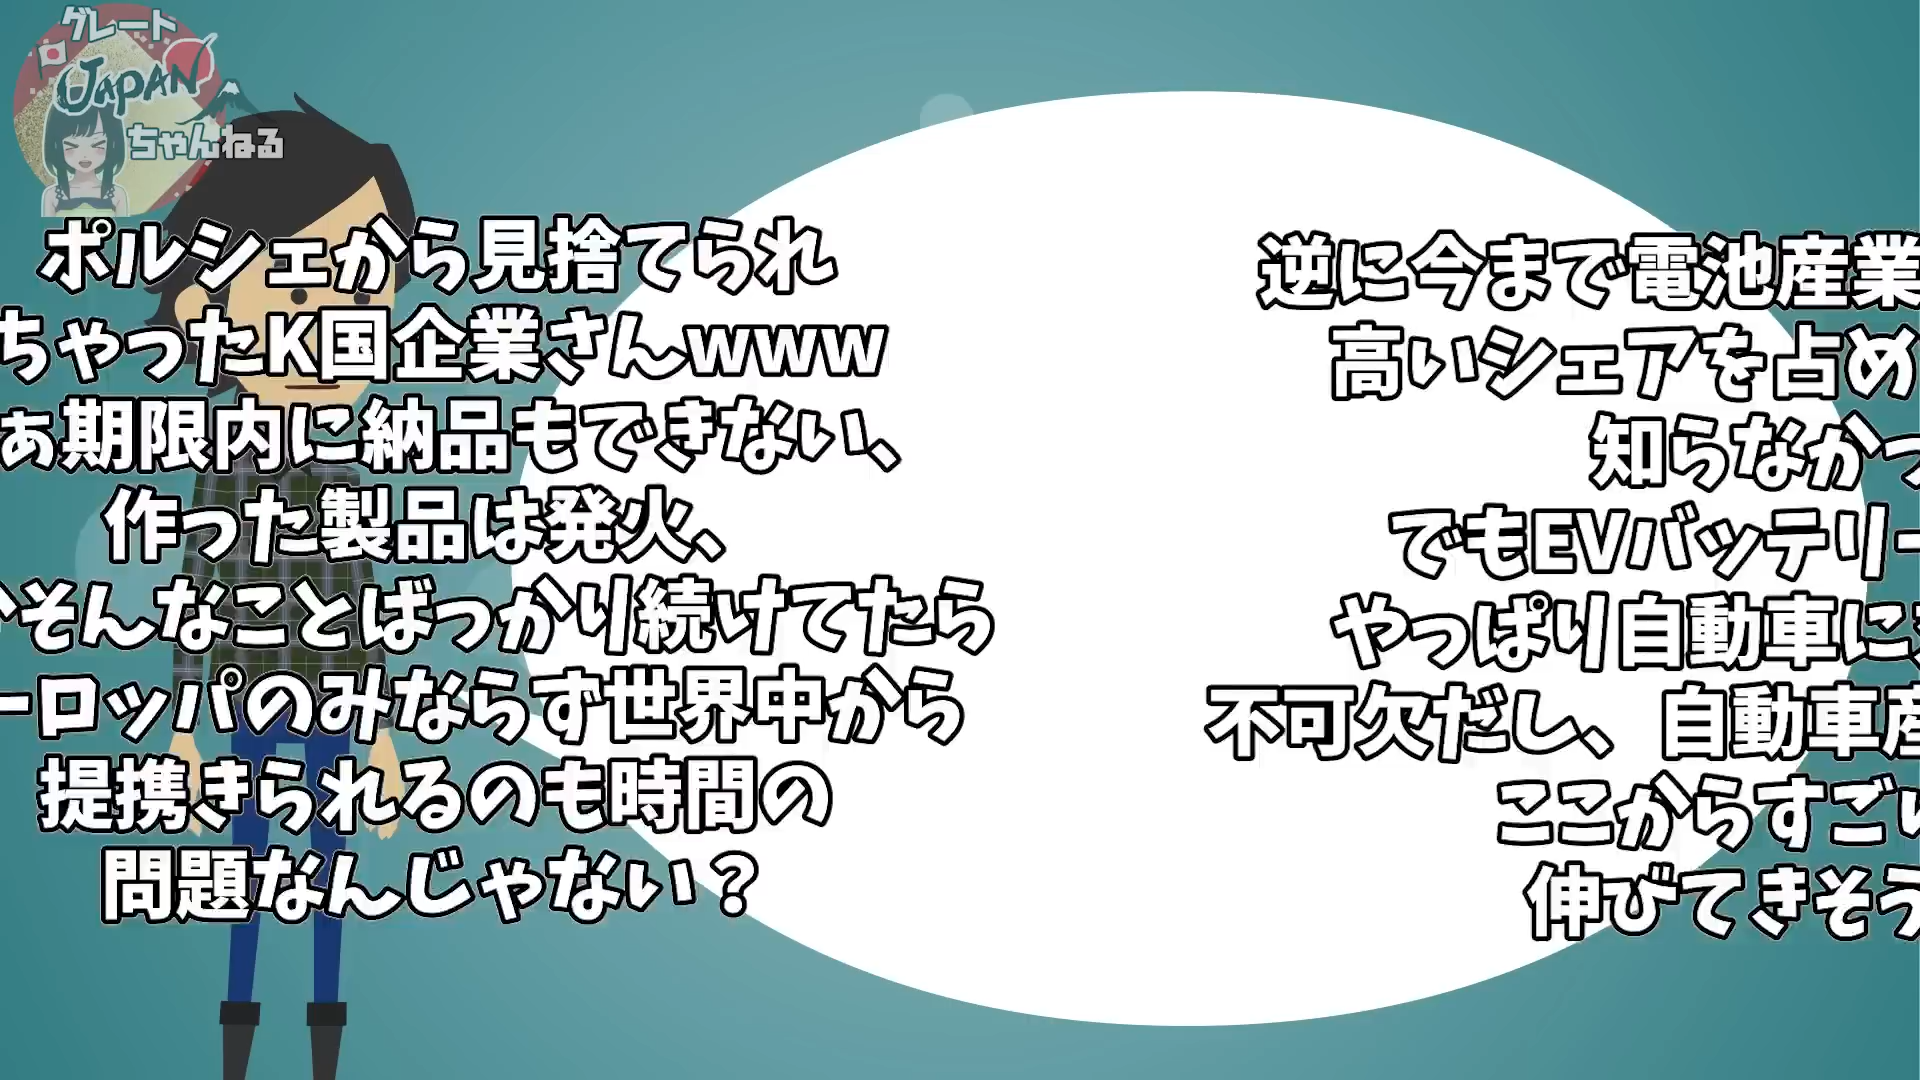 グレート
JAPAN
ちゃんねる
ポルシェから見捨てられ
ちゃったK国企業さんwww
ぁ期限内に納品もできない、
作った製品は発火、
そんなことばっかり続けてたら
ーロッパのみならず世界中から
提携きられるのも時間の
問題なんじゃない？
逆に今まで電池産業
高いシェアを占め
知らなかっ
でもEVバッテリー
やっぱり自動車に
不可欠だし、自動車産
ここからすごい
伸びてきそう